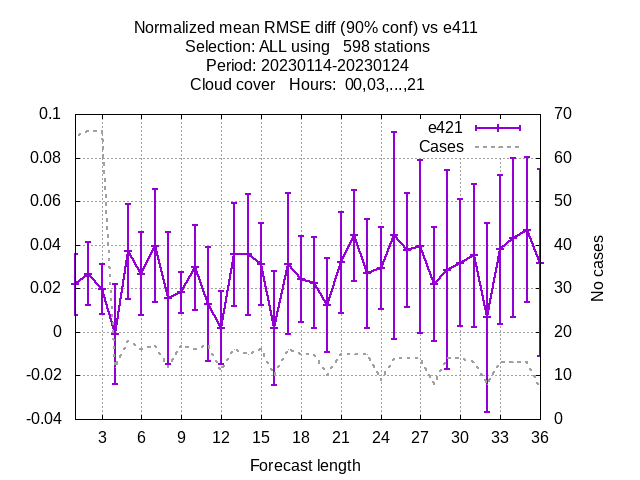 Normalized mean RMSE diff (90% conf) vs e411
Selection: ALL using   598 stations
Period: 20230114-20230124
Cloud cover   Hours:  00,03,...,21
0.1
0.08
0.06
0.04
0.02
0
-0.02
-0.04
70
60
50
40
30
20
10
0
e421
Cases
No cases
3 6 9 12 15 18 21 24 27 30 33 36
Forecast length